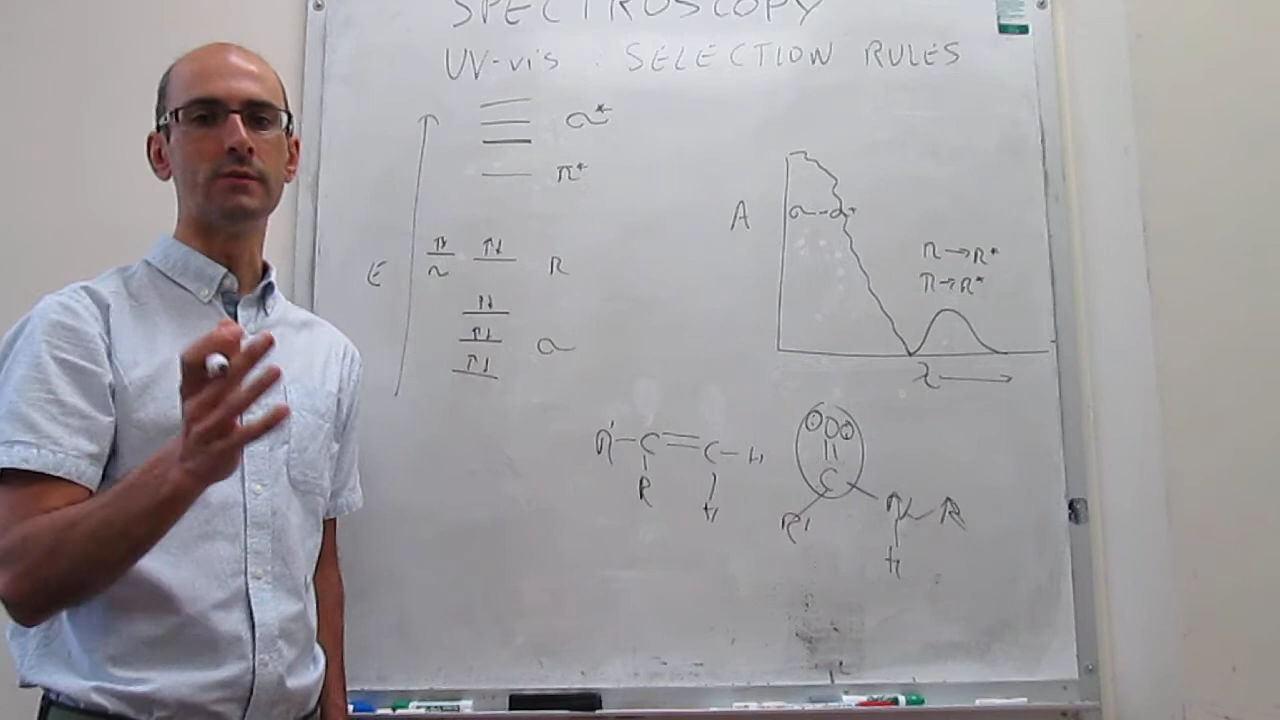 SPECTROSCOPY
UV-vis : SELECTION RULES
σ*
π*
E
n
π
σ
A
σ→σ*
n→π*
π→π*
λ
R'-C=C-H
R
H
O
C
R'
N-R
H